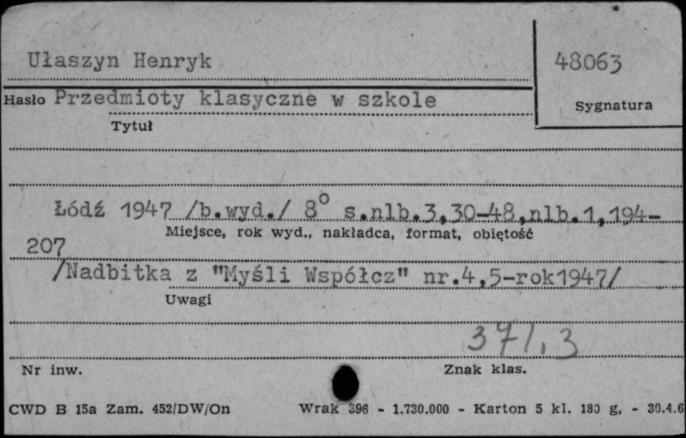 Ułaszyn Henryk
48063
Hasło Przedmioty klasyczne w szkole
Sygnatura
Tytuł
Łódź 1947 /b.wyd./ 8° s.nlb.3,30-48,nlb.1,194-
Miejsce, rok wyd., nakładca, format, objętość
207
/Nadbitka z "Myśli Współcz" nr.4,5-rok1947/
Uwagi
371.3
Nr inw.
Znak klas.
CWD B 15a Zam. 452/DW/On Wrak 396 - 1.730.000 - Karton 5 kl. 180 g, - 30.4.6